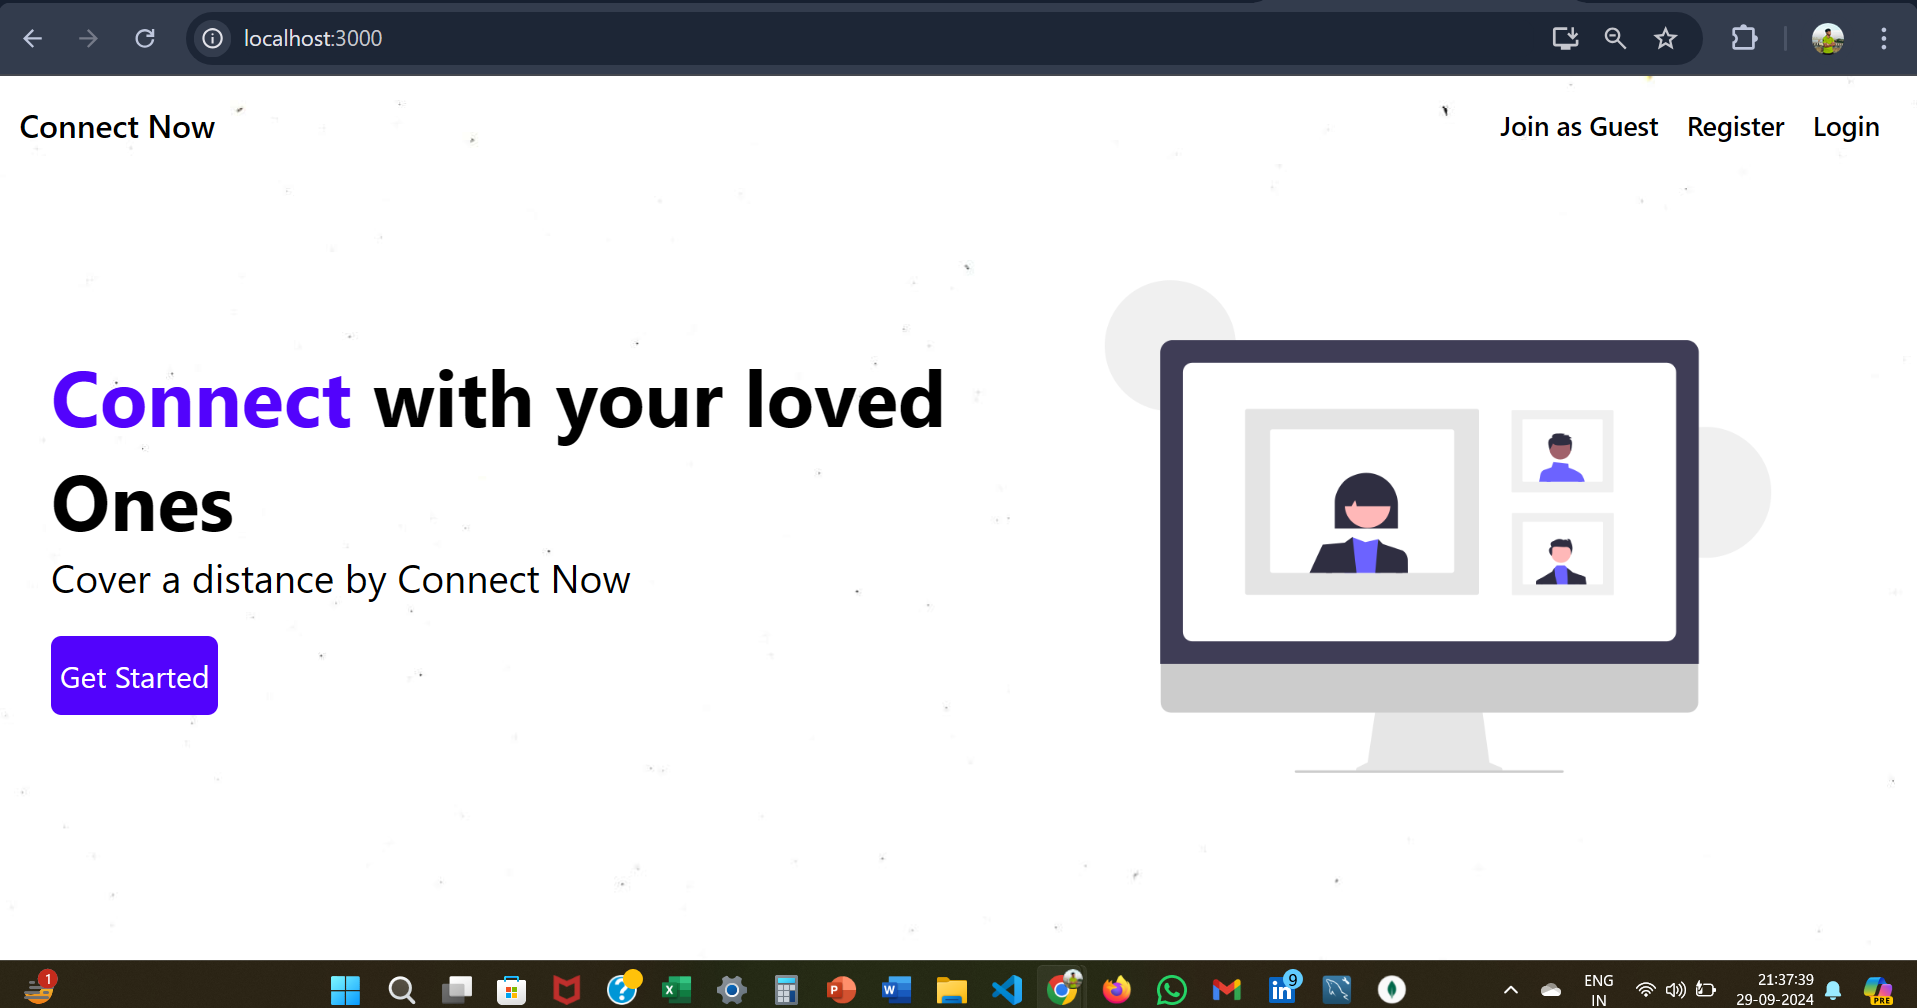 localhost:3000
Connect Now
Join as Guest Register Login
Connect with your loved
Ones
Cover a distance by Connect Now
Get Started
1
X
P
W
9
ENG
IN
21:37:39
29-09-2024
PRE